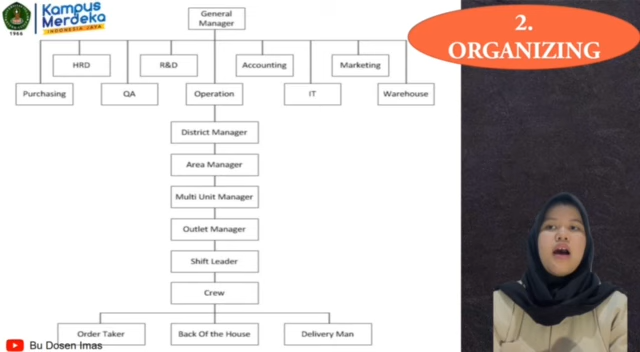 1986
Kampus
Merdeka
INDONESIA JAYA
General
Manager
2.
ORGANIZING
HRD
R&D
Accounting
Marketing
Purchasing
QA
Operation
IT
Warehouse
District Manager
Area Manager
Multi Unit Manager
Outlet Manager
Shift Leader
Crew
Order Taker
Back Of the House
Delivery Man
Bu Dosen Imas